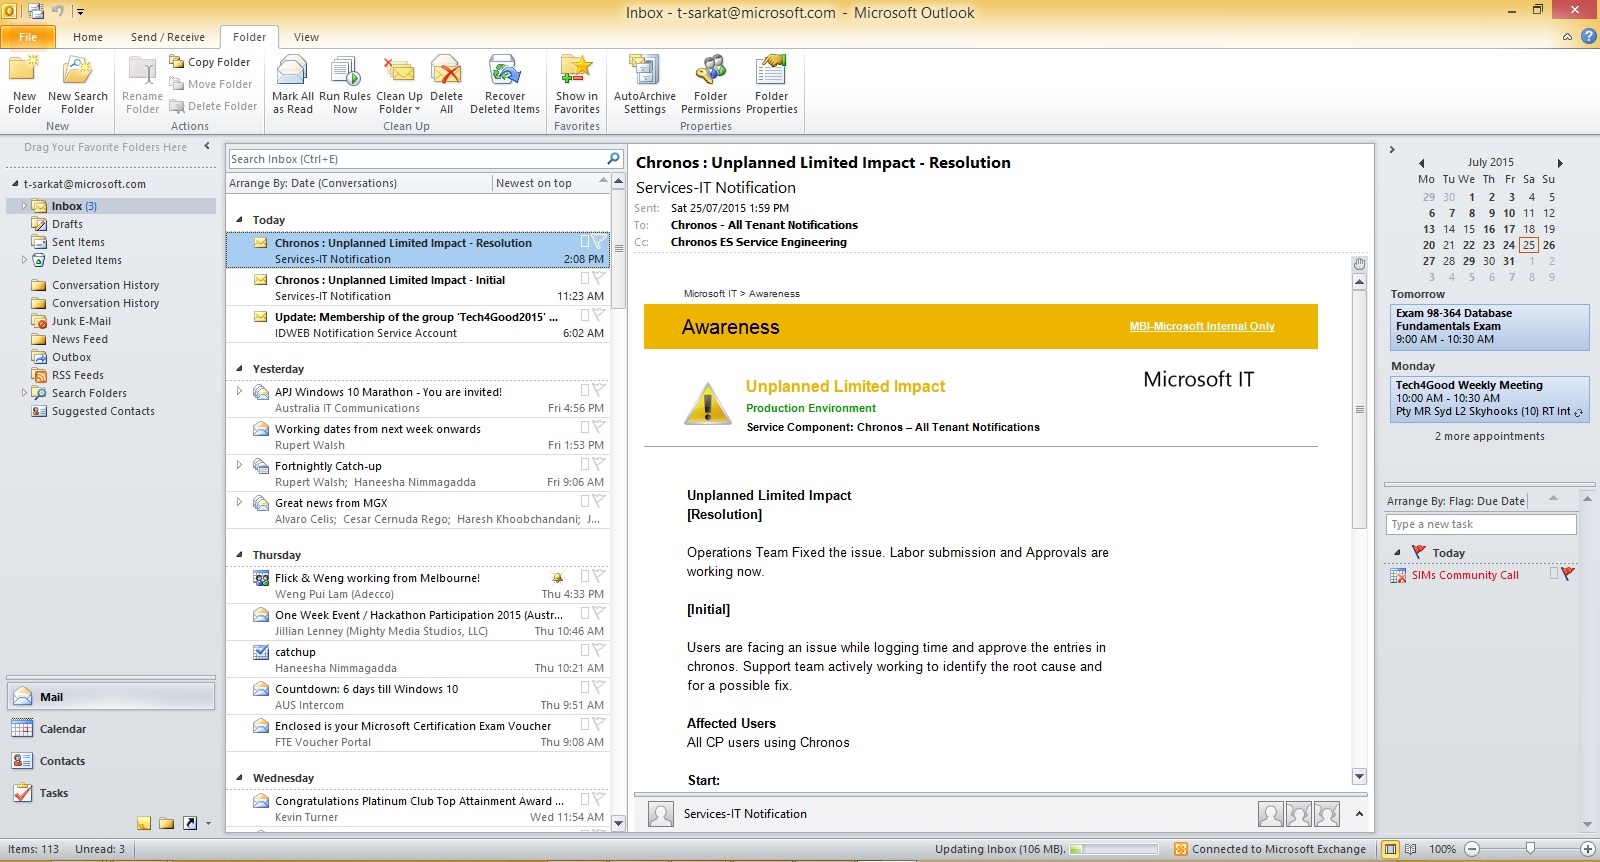 Inbox - t-sarkat@microsoft.com - Microsoft Outlook
File Home Send / Receive Folder View
New Folder
New Search Folder
New
Rename Folder
Copy Folder
Move Folder
Delete Folder
Actions
Mark All as Read
Run Rules Now
Clean Up Folder
Delete All
Recover Deleted Items
Clean Up
Show in Favorites
Favorites
AutoArchive Settings
Folder Permissions
Folder Properties
Properties
Drag Your Favorite Folders Here
t-sarkat@microsoft.com
Inbox (3)
Drafts
Sent Items
Deleted Items
Conversation History
Conversation History
Junk E-Mail
News Feed
Outbox
RSS Feeds
Search Folders
Suggested Contacts
Mail
Calendar
Contacts
Tasks
Search Inbox (Ctrl+E)
Arrange By: Date (Conversations) Newest on top
Today
Chronos : Unplanned Limited Impact - Resolution
Services-IT Notification 2:08 PM
Chronos : Unplanned Limited Impact - Initial
Services-IT Notification 11:23 AM
Update: Membership of the group 'Tech4Good2015' ...
IDWEB Notification Service Account 6:02 AM
Yesterday
APJ Windows 10 Marathon - You are invited!
Australia IT Communications Fri 4:56 PM
Working dates from next week onwards
Rupert Walsh Fri 1:53 PM
Fortnightly Catch-up
Rupert Walsh; Haneesha Nimmagadda Fri 9:06 AM
Great news from MGX
Alvaro Celis; Cesar Cernuda Rego; Haresh Khoobchandani; J...
Thursday
Flick & Weng working from Melbourne!
Weng Pui Lam (Adecco) Thu 4:33 PM
One Week Event / Hackathon Participation 2015 (Austr...
Jillian Lenney (Mighty Media Studios, LLC) Thu 10:46 AM
catchup
Haneesha Nimmagadda Thu 10:21 AM
Countdown: 6 days till Windows 10
AUS Intercom Thu 9:51 AM
Enclosed is your Microsoft Certification Exam Voucher
FTE Voucher Portal Thu 9:08 AM
Wednesday
Congratulations Platinum Club Top Attainment Award ...
Kevin Turner Wed 11:54 AM
Chronos : Unplanned Limited Impact - Resolution
Services-IT Notification
Sent: Sat 25/07/2015 1:59 PM
To: Chronos - All Tenant Notifications
Cc: Chronos ES Service Engineering
Microsoft IT > Awareness
Awareness MBI-Microsoft Internal Only
Microsoft IT
Unplanned Limited Impact
Production Environment
Service Component: Chronos – All Tenant Notifications
Unplanned Limited Impact
[Resolution]
Operations Team Fixed the issue. Labor submission and Approvals are
working now.
[Initial]
Users are facing an issue while logging time and approve the entries in
chronos. Support team actively working to identify the root cause and
for a possible fix.
Affected Users
All CP users using Chronos
Start:
Services-IT Notification
July 2015
Mo Tu We Th Fr Sa Su
29 30 1 2 3 4 5
6 7 8 9 10 11 12
13 14 15 16 17 18 19
20 21 22 23 24 25 26
27 28 29 30 31 1 2
3 4 5 6 7 8 9
Tomorrow
Exam 98-364 Database
Fundamentals Exam
9:00 AM - 10:30 AM
Monday
Tech4Good Weekly Meeting
10:00 AM - 10:30 AM
Pty MR Syd L2 Skyhooks (10) RT Int
2 more appointments
Arrange By: Flag: Due Date
Type a new task
Today
SIMs Community Call
Items: 113 Unread: 3 Updating Inbox (106 MB). Connected to Microsoft Exchange 100%